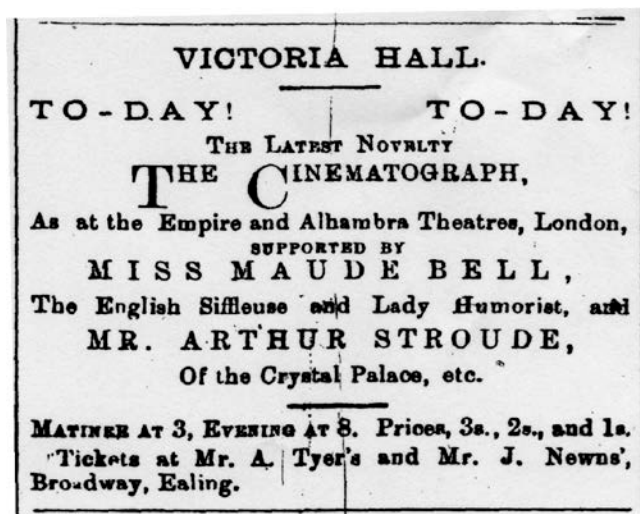 VICTORIA HALL.
TO-DAY! TO-DAY!
THE LATEST NOVELTY
THE CINEMATOGRAPH,
As at the Empire and Alhambra Theatres, London,
SUPPORTED BY
MISS MAUDE BELL,
The English Siffleuse and Lady Humorist, and
MR. ARTHUR STROUDE,
Of the Crystal Palace, etc.
MATINEE AT 3, EVENING AT 8. Prices, 3s., 2s., and 1s.
Tickets at Mr. A. Tyer's and Mr. J. Newns',
Broadway, Ealing.